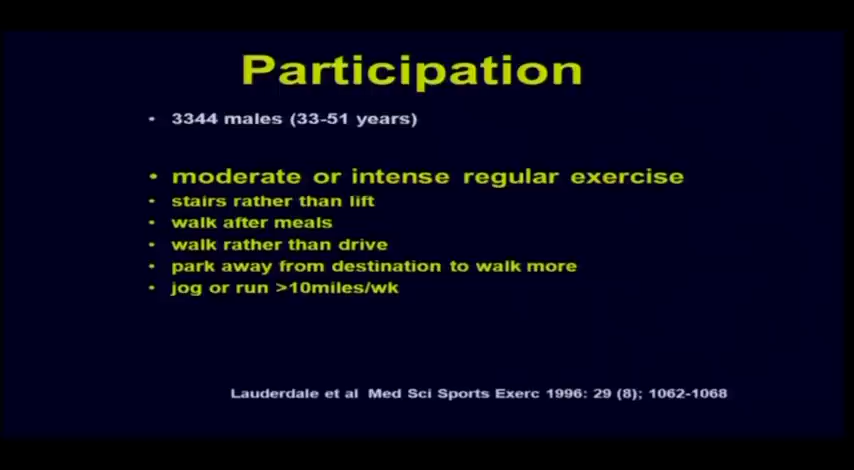 Participation
• 3344 males (33-51 years)
• moderate or intense regular exercise
• stairs rather than lift
• walk after meals
• walk rather than drive
• park away from destination to walk more
• jog or run >10miles/wk
Lauderdale et al Med Sci Sports Exerc 1996: 29 (8); 1062-1068